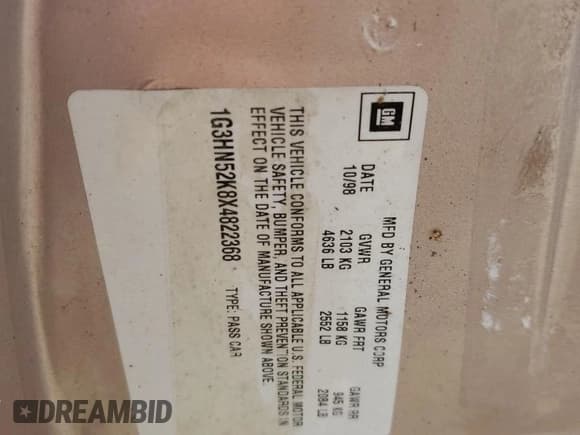 GM
MFD BY GENERAL MOTORS CORP
DATE GVWR GAWR FRT GAWR RR
10/98 2103 KG 1158 KG 945 KG
4636 LB 2552 LB 2084 LB
THIS VEHICLE CONFORMS TO ALL APPLICABLE U.S. FEDERAL MOTOR
VEHICLE SAFETY, BUMPER, AND THEFT PREVENTION STANDARDS IN
EFFECT ON THE DATE OF MANUFACTURE SHOWN ABOVE.
1G3HN52K8X4822368 TYPE: PASS CAR
DREAMBID